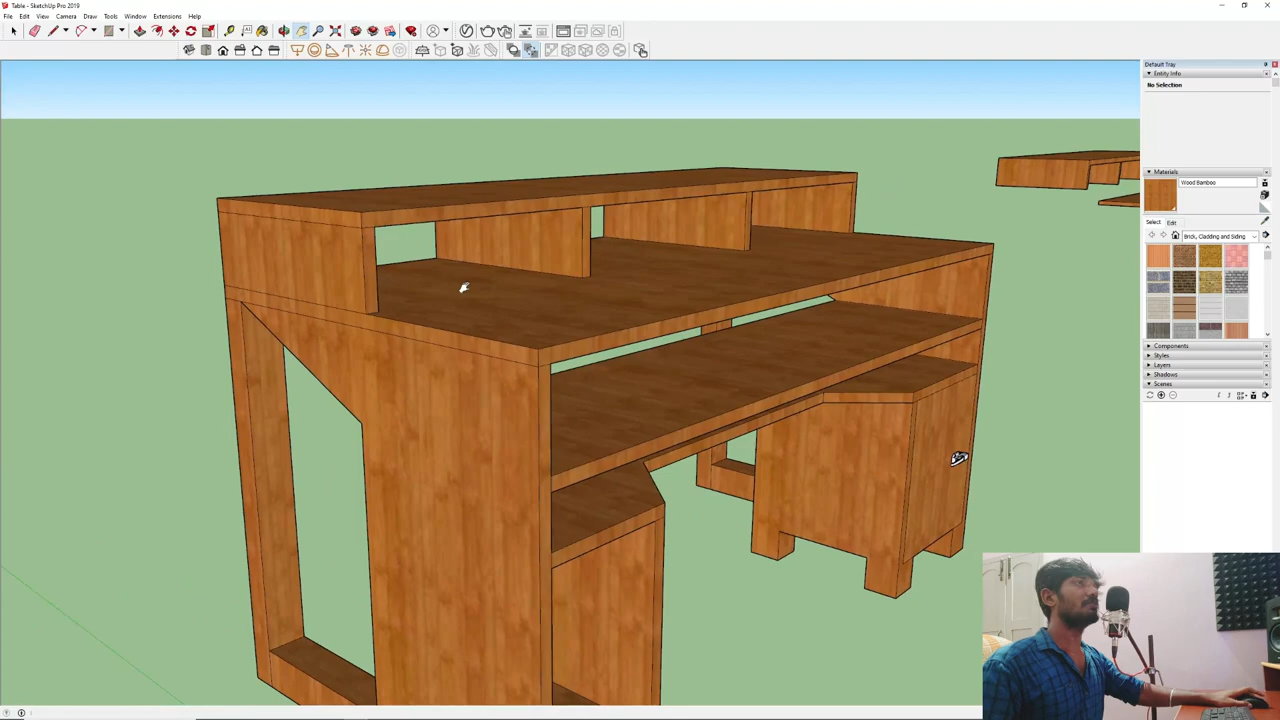 Table - SketchUp Pro 2019
File Edit View Camera Draw Tools Window Extensions Help
Default Tray
Entity Info
No Selection
Materials
Wood Bamboo
Select Edit
Brick, Cladding and Siding
Components
Styles
Layers
Shadows
Scenes